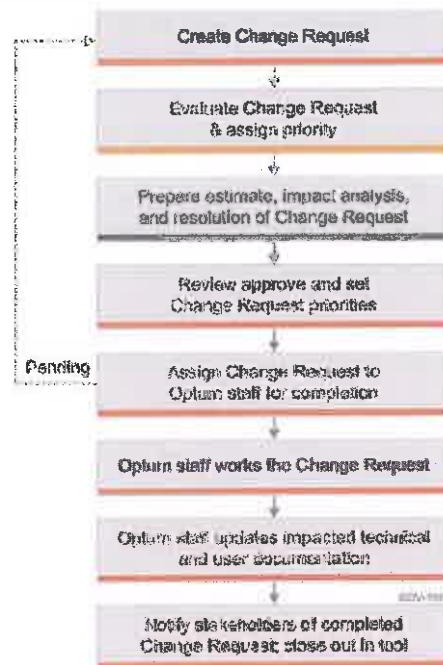 Create Change Request
Evaluate Change Request
& assign priority
Prepare estimate, impact analysis,
and resolution of Change Request
Review approve and set
Change Request priorities
Pending
Assign Change Request to
Optum staff for completion
Optum staff works the Change Request
Optum staff updates impacted technical
and user documentation
Notify stakeholders of completed
Change Request; close out in tool